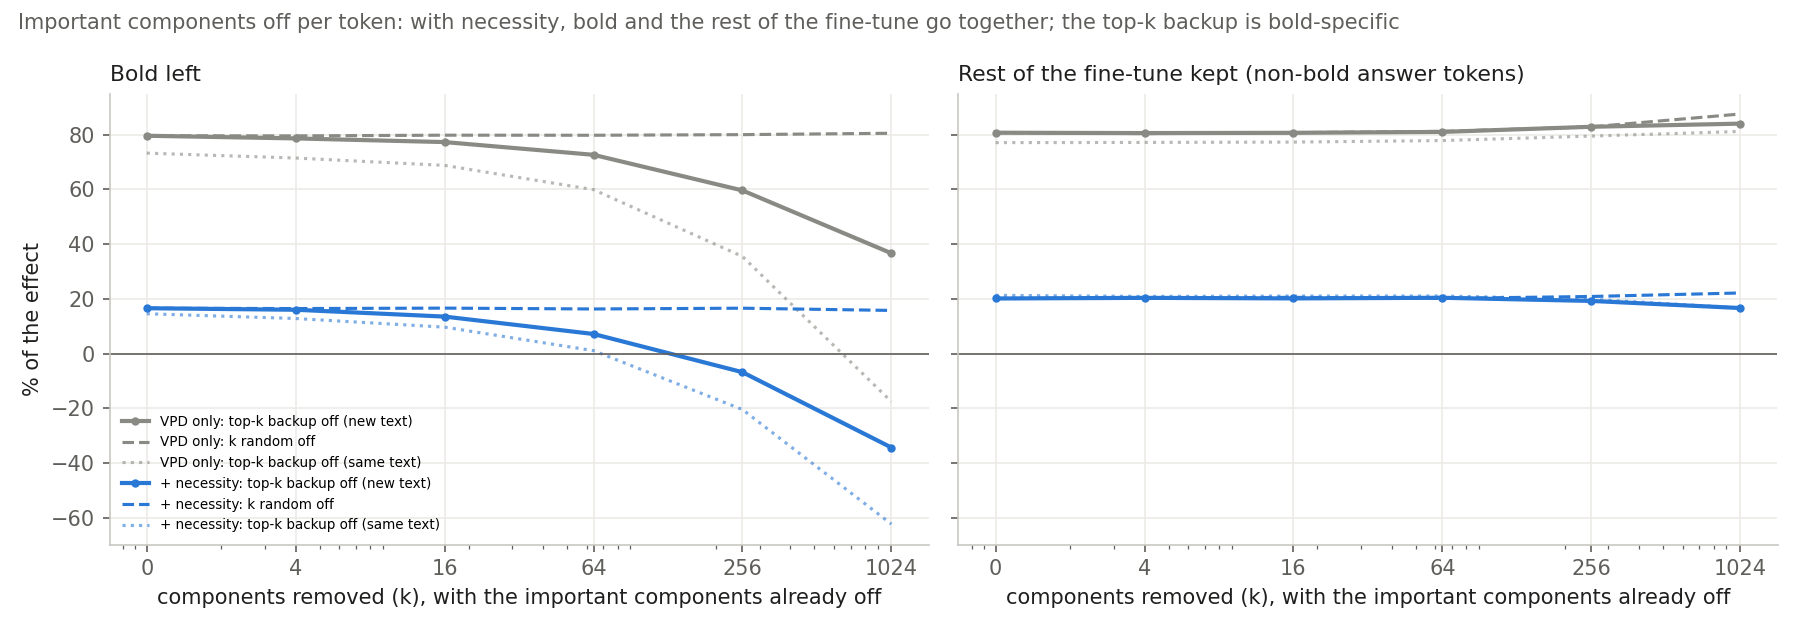 Important components off per token: with necessity, bold and the rest of the fine-tune go together; the top-k backup is bold-specific
Bold left
Rest of the fine-tune kept (non-bold answer tokens)
% of the effect
80
60
40
20
0
−20
−40
−60
VPD only: top-k backup off (new text)
VPD only: k random off
VPD only: top-k backup off (same text)
+ necessity: top-k backup off (new text)
+ necessity: k random off
+ necessity: top-k backup off (same text)
0 4 16 64 256 1024
0 4 16 64 256 1024
components removed (k), with the important components already off
components removed (k), with the important components already off